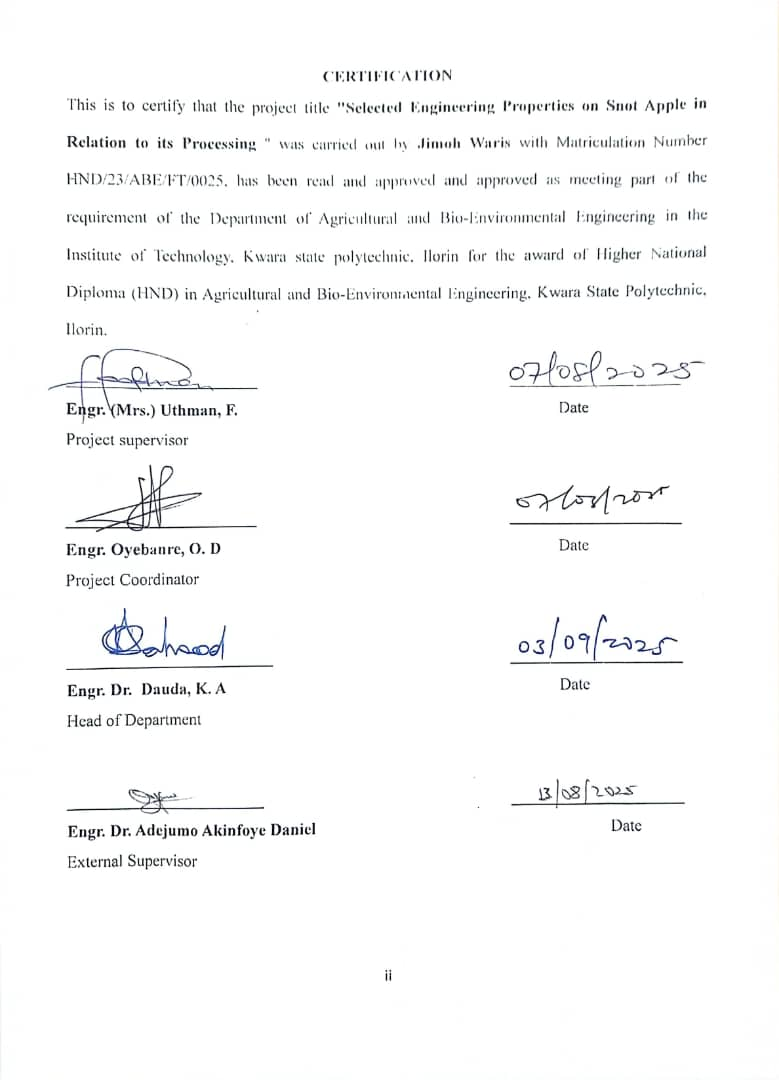 CERTIFICATION
This is to certify that the project title "Selected Engineering Properties on Snot Apple in
Relation to its Processing " was carried out by Jimoh Waris with Matriculation Number
HND/23/ABE/FT/0025, has been read and approved and approved as meeting part of the
requirement of the Department of Agricultural and Bio-Environmental Engineering in the
Institute of Technology, Kwara state polytechnic, Ilorin for the award of Higher National
Diploma (HND) in Agricultural and Bio-Environmental Engineering, Kwara State Polytechnic,
Ilorin.
07/08/2025
Engr. (Mrs.) Uthman, F.
Date
Project supervisor
07/08/2025
Engr. Oyebanre, O. D
Date
Project Coordinator
03/09/2025
Engr. Dr. Dauda, K. A
Date
Head of Department
13/08/2025
Engr. Dr. Adejumo Akinfoye Daniel
Date
External Supervisor
ii